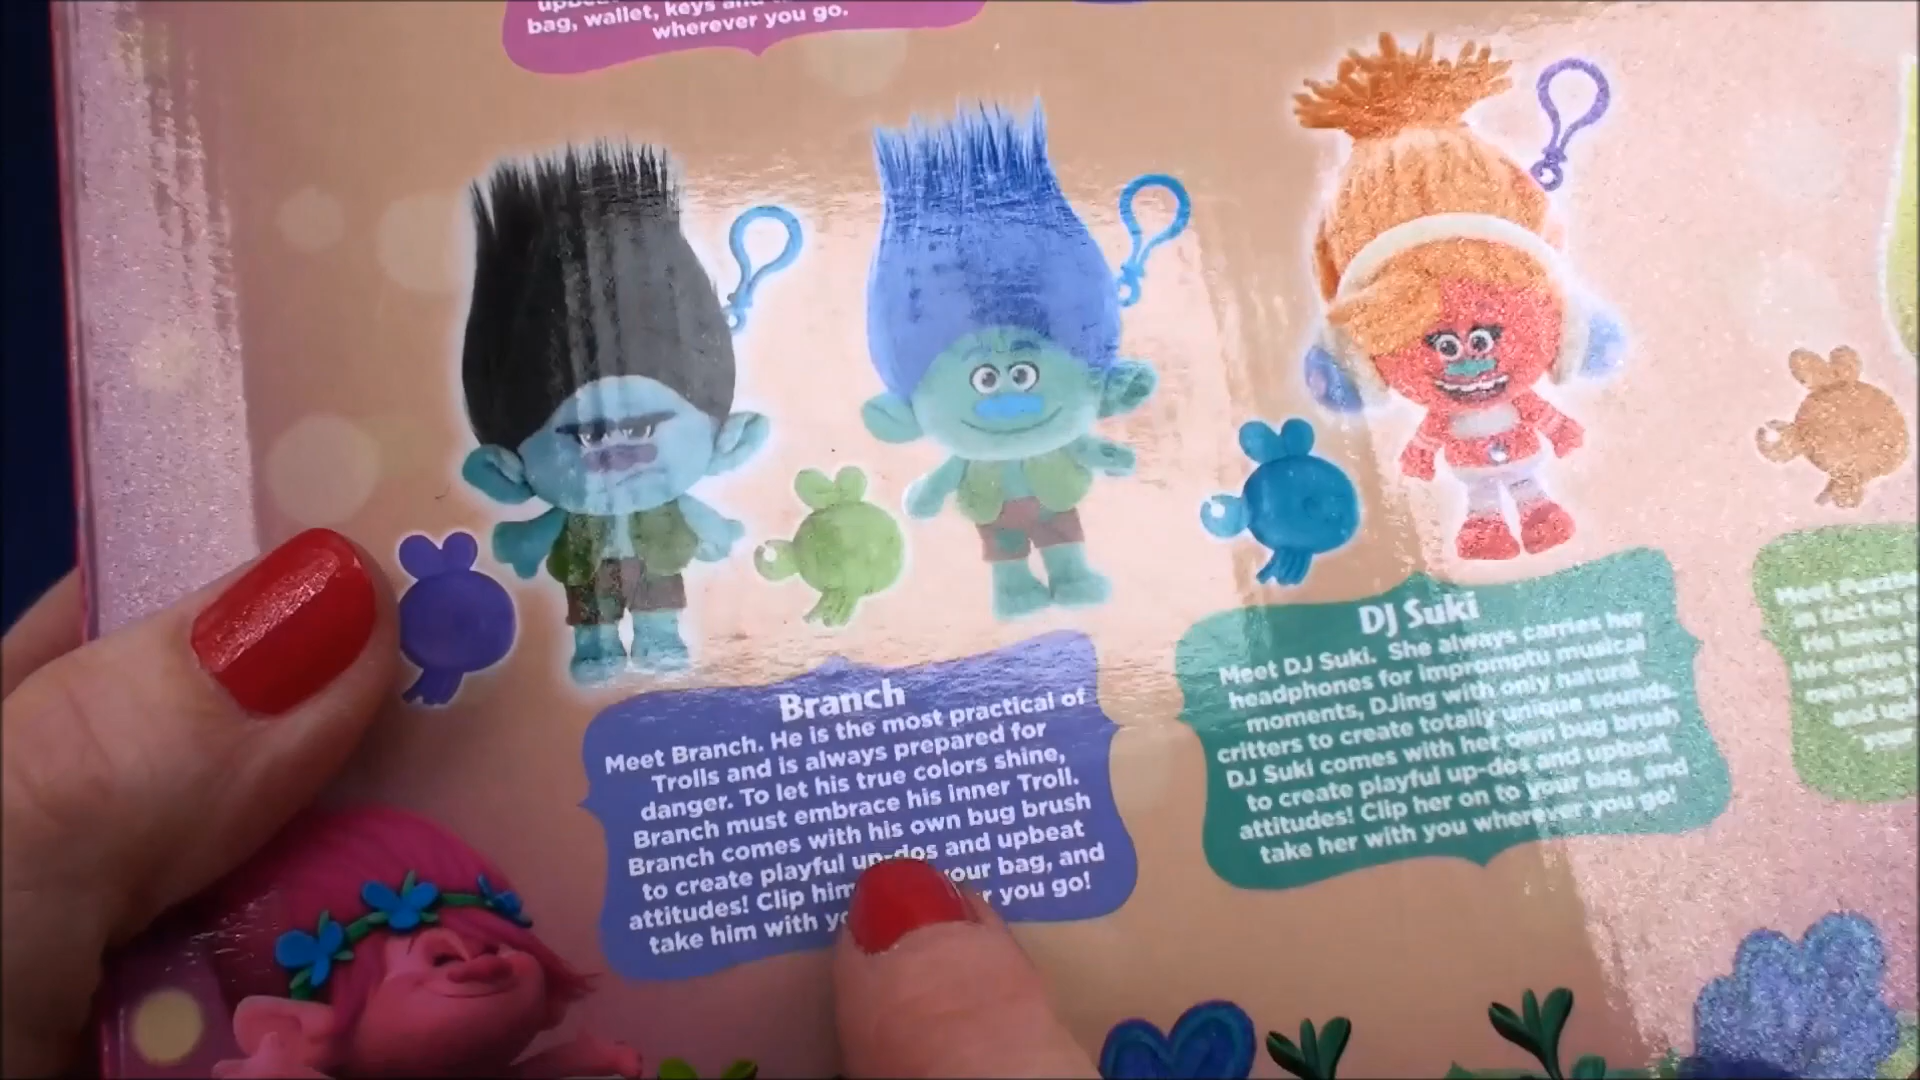 bag, wallet, keys and
wherever you go.
Branch
Meet Branch. He is the most practical of
Trolls and is always prepared for
danger. To let his true colors shine,
Branch must embrace his inner Troll.
Branch comes with his own bug brush
to create playful up-dos and upbeat
attitudes! Clip him your bag, and
take him with you go!
DJ Suki
Meet DJ Suki. She always carries her
headphones for impromptu musical
moments, DJing with only natural
critters to create totally unique sounds.
DJ Suki comes with her own bug brush
to create playful up-dos and upbeat
attitudes! Clip her on to your bag, and
take her with you wherever you go!
own bug